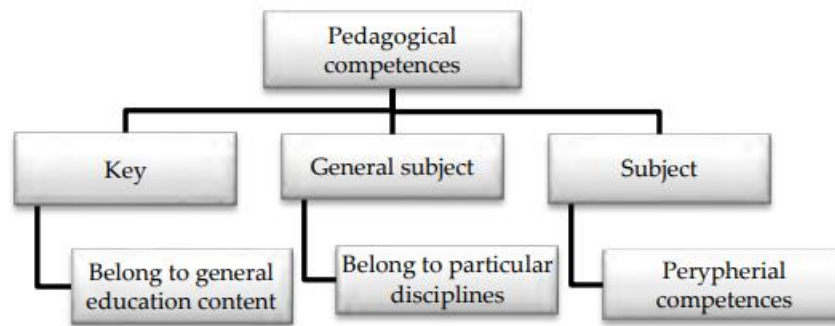 Pedagogical
competences
Key
General subject
Subject
Belong to general
education content
Belong to particular
disciplines
Perypherial
competences